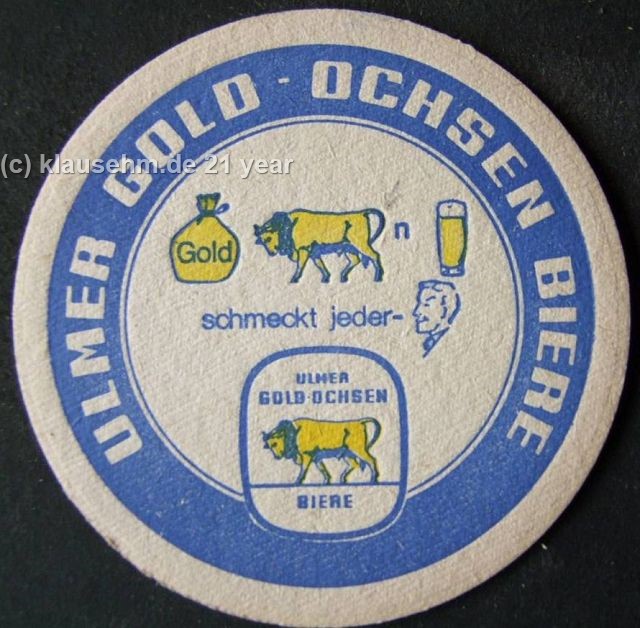 ULMER GOLD-OCHSEN BIERE
(c) klausehm.de 21 year
Gold n
schmeckt jeder-
ULMER
GOLD OCHSEN
BIERE